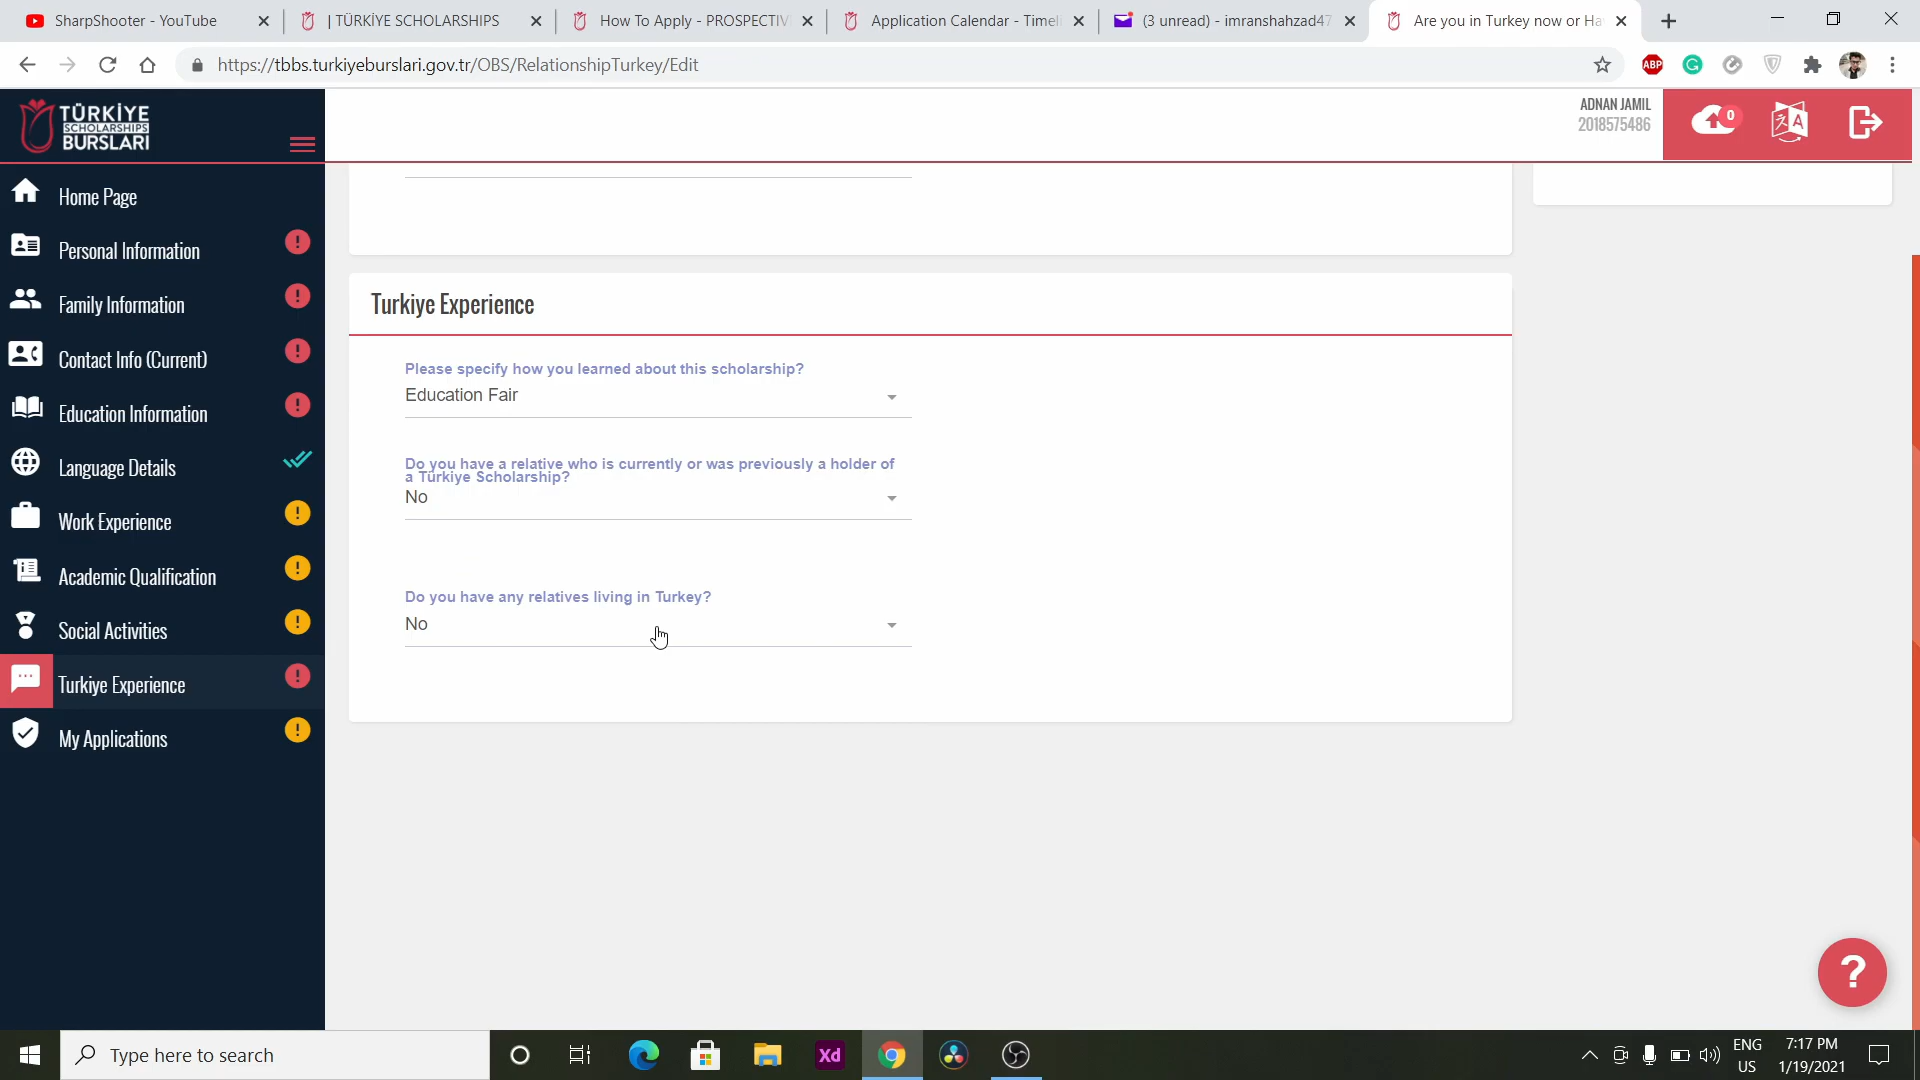 SharpShooter - YouTube
| TÜRKİYE SCHOLARSHIPS
How To Apply - PROSPECTIV
Application Calendar - Timeli
(3 unread) - imranshahzad47
Are you in Turkey now or Ha
https://tbbs.turkiyeburslari.gov.tr/OBS/RelationshipTurkey/Edit
ABP
TÜRKİYE
SCHOLARSHIPS
BURSLARI
ADNAN JAMIL
2018575486
0
A
Home Page
Personal Information
Family Information
Contact Info (Current)
Education Information
Language Details
Work Experience
Academic Qualification
Social Activities
Turkiye Experience
My Applications
Turkiye Experience
Please specify how you learned about this scholarship?
Education Fair
Do you have a relative who is currently or was previously a holder of
a Türkiye Scholarship?
No
Do you have any relatives living in Turkey?
No
?
Type here to search
Xd
ENG
US
7:17 PM
1/19/2021